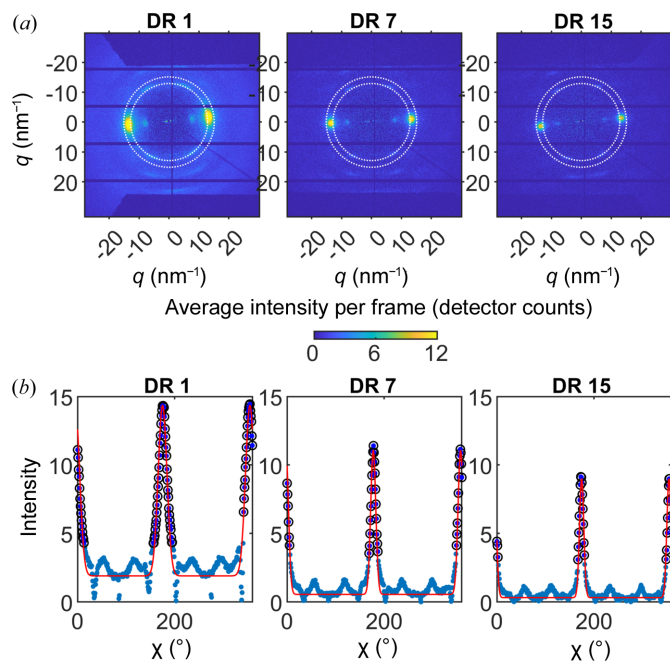 (a) DR 1 DR 7 DR 15
-20 -20 -20
-10 -10 -10
q (nm⁻¹) 0 0 0
10 10 10
20 20 20
-20 -10 0 10 20 -20 -10 0 10 20 -20 -10 0 10 20
q (nm⁻¹) q (nm⁻¹) q (nm⁻¹)
Average intensity per frame (detector counts)
0 6 12
(b) DR 1 DR 7 DR 15
15 15 15
10 10 10
Intensity
5 5 5
0 0 0
0 200 0 200 0 200
χ (°) χ (°) χ (°)